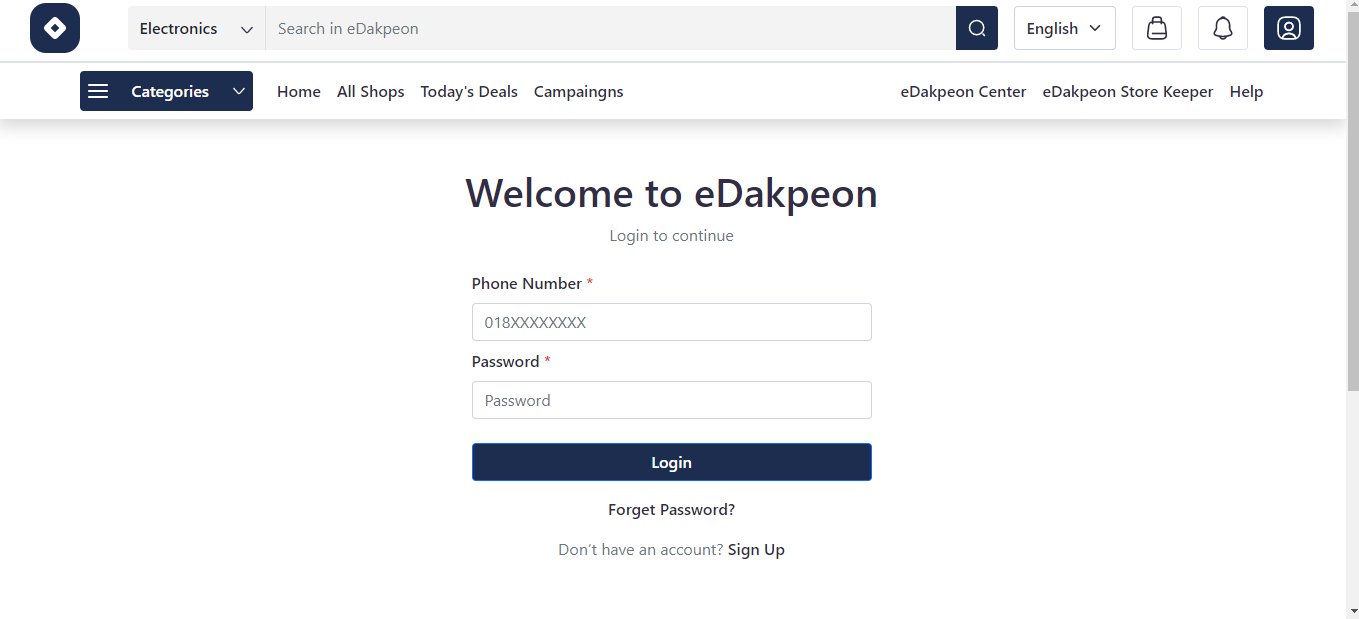 Electronics Search in eDakpeon English
Categories Home All Shops Today's Deals Campaingns eDakpeon Center eDakpeon Store Keeper Help
Welcome to eDakpeon
Login to continue
Phone Number *
018XXXXXXXX
Password *
Password
Login
Forget Password?
Don't have an account? Sign Up